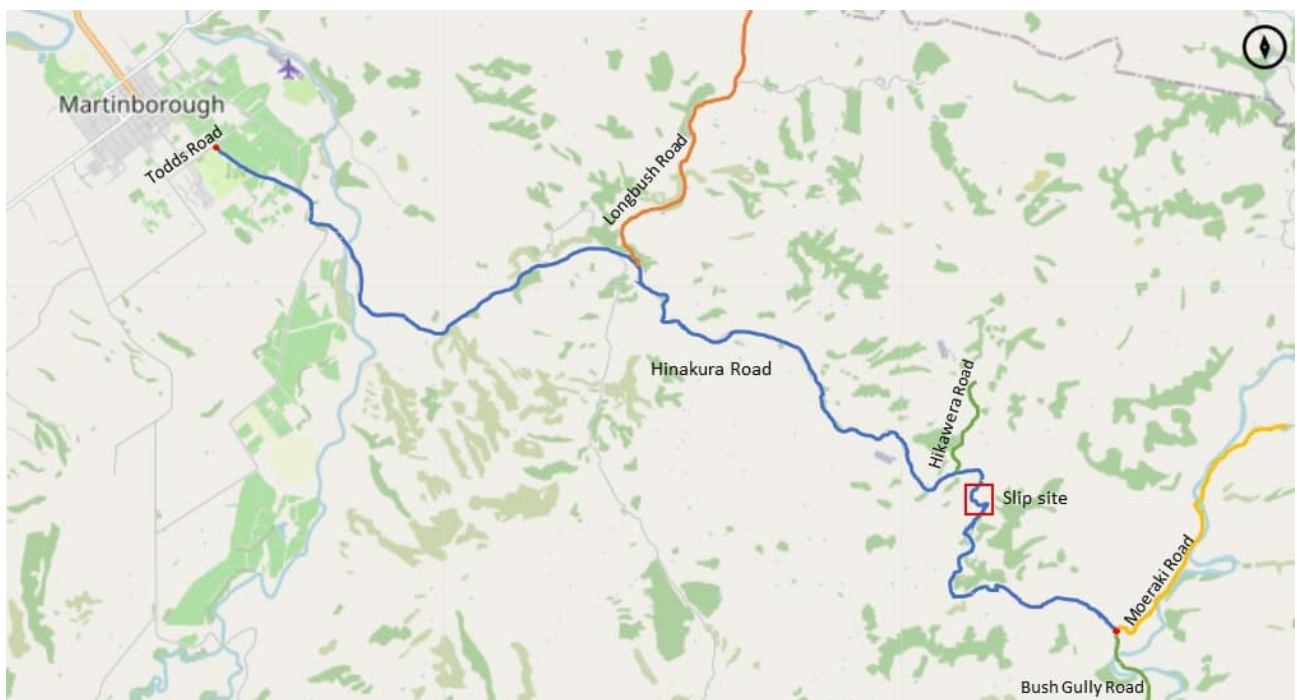 Martinborough
Todds Road
Longbush Road
Hinakura Road
Hikawera Road
Slip site
Moeraki Road
Bush Gully Road